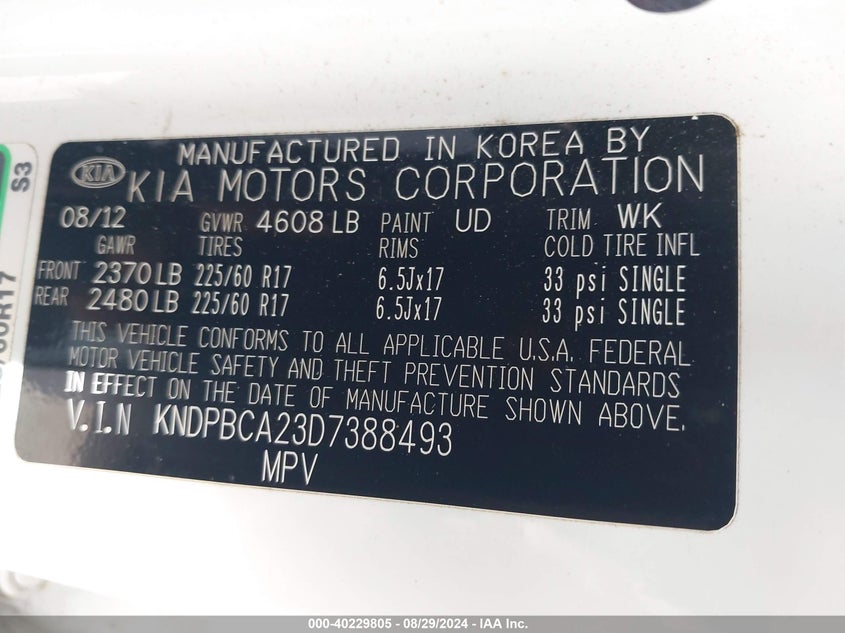 MANUFACTURED IN KOREA BY
KIA KIA MOTORS CORPORATION
08/12 GVWR 4608 LB PAINT UD TRIM WK
GAWR TIRES RIMS COLD TIRE INFL
FRONT 2370 LB 225/60 R17 6.5Jx17 33 psi SINGLE
REAR 2480 LB 225/60 R17 6.5Jx17 33 psi SINGLE
THIS VEHICLE CONFORMS TO ALL APPLICABLE U.S.A. FEDERAL
MOTOR VEHICLE SAFETY AND THEFT PREVENTION STANDARDS
IN EFFECT ON THE DATE OF MANUFACTURE SHOWN ABOVE.
V.I.N KNDPBCA23D7388493
MPV
S3
000-40229805 - 08/29/2024 - IAA, Inc.